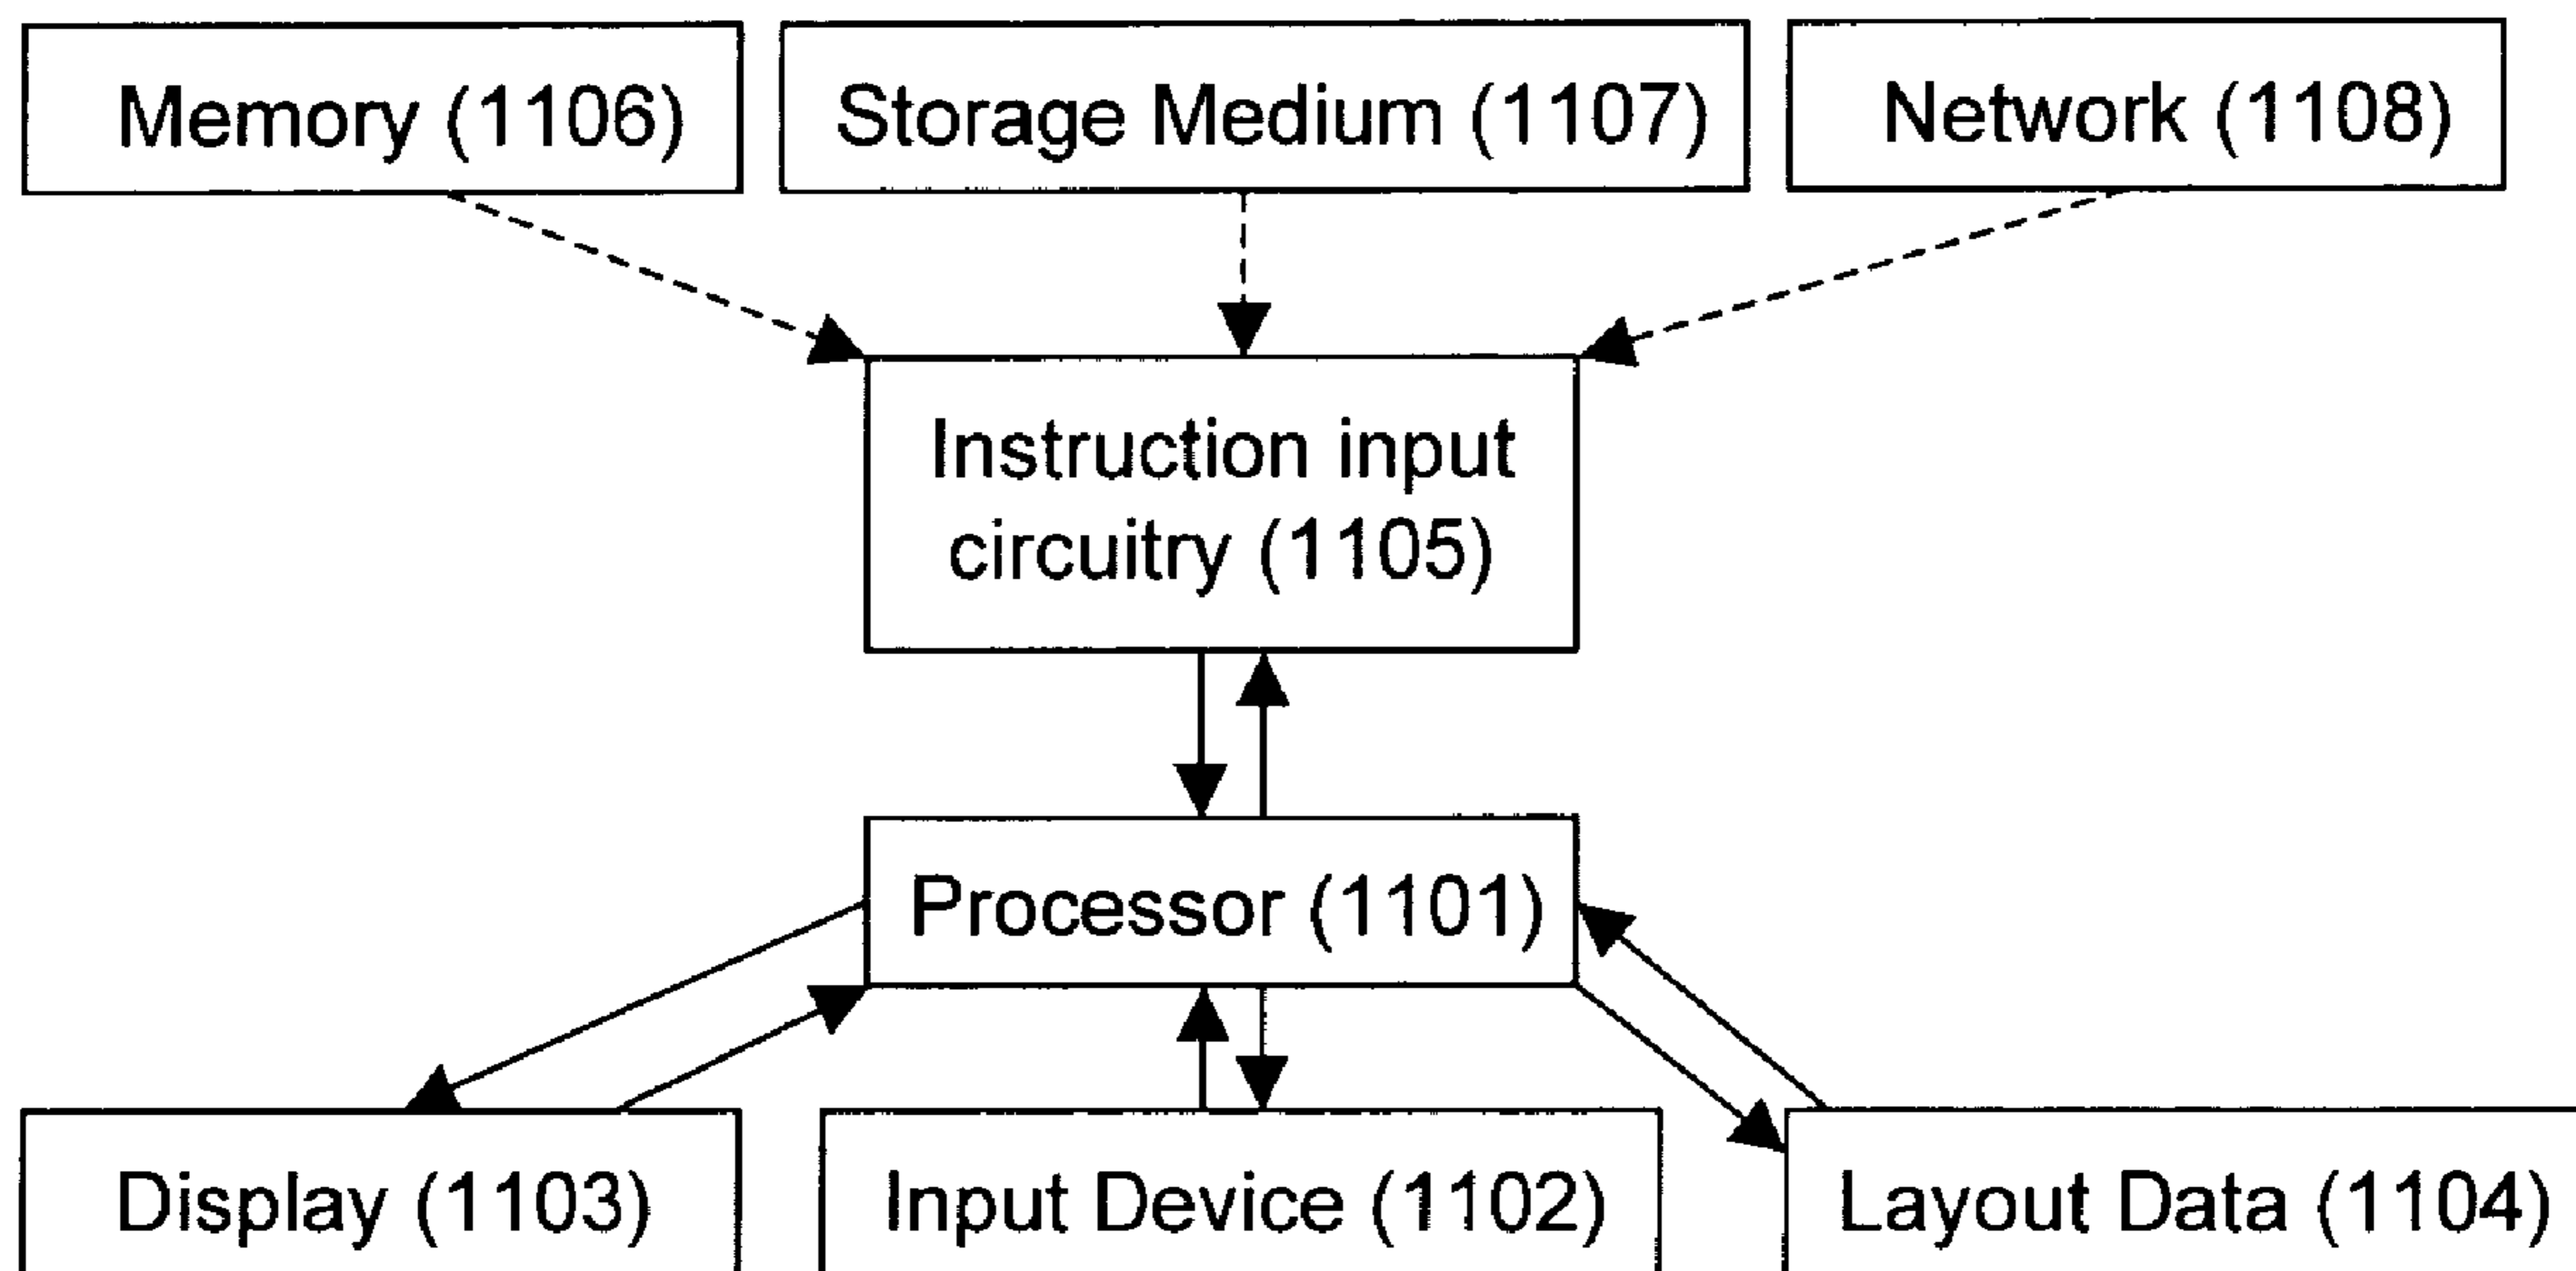 Memory (1106)
Storage Medium (1107)
Network (1108)
Instruction input
circuitry (1105)
Processor (1101)
Display (1103)
Input Device (1102)
Layout Data (1104)